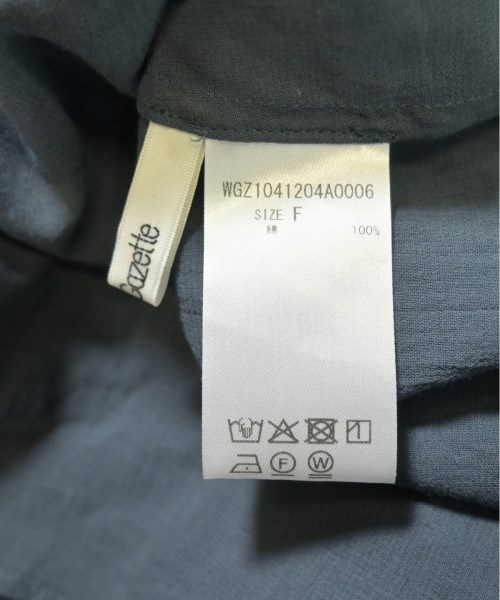 Gazette
WGZ1041204A0006
SIZE F
綿 100%
F W